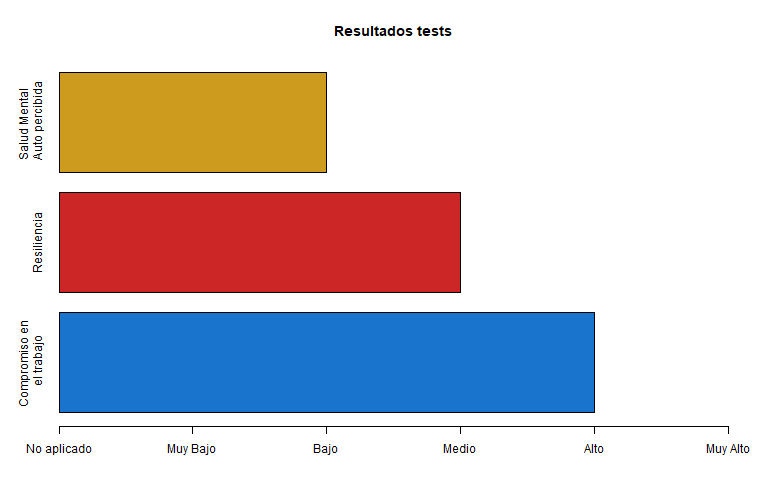 Resultados tests
Salud Mental
Auto percibida
Resiliencia
Compromiso en
el trabajo
No aplicado
Muy Bajo
Bajo
Medio
Alto
Muy Alto